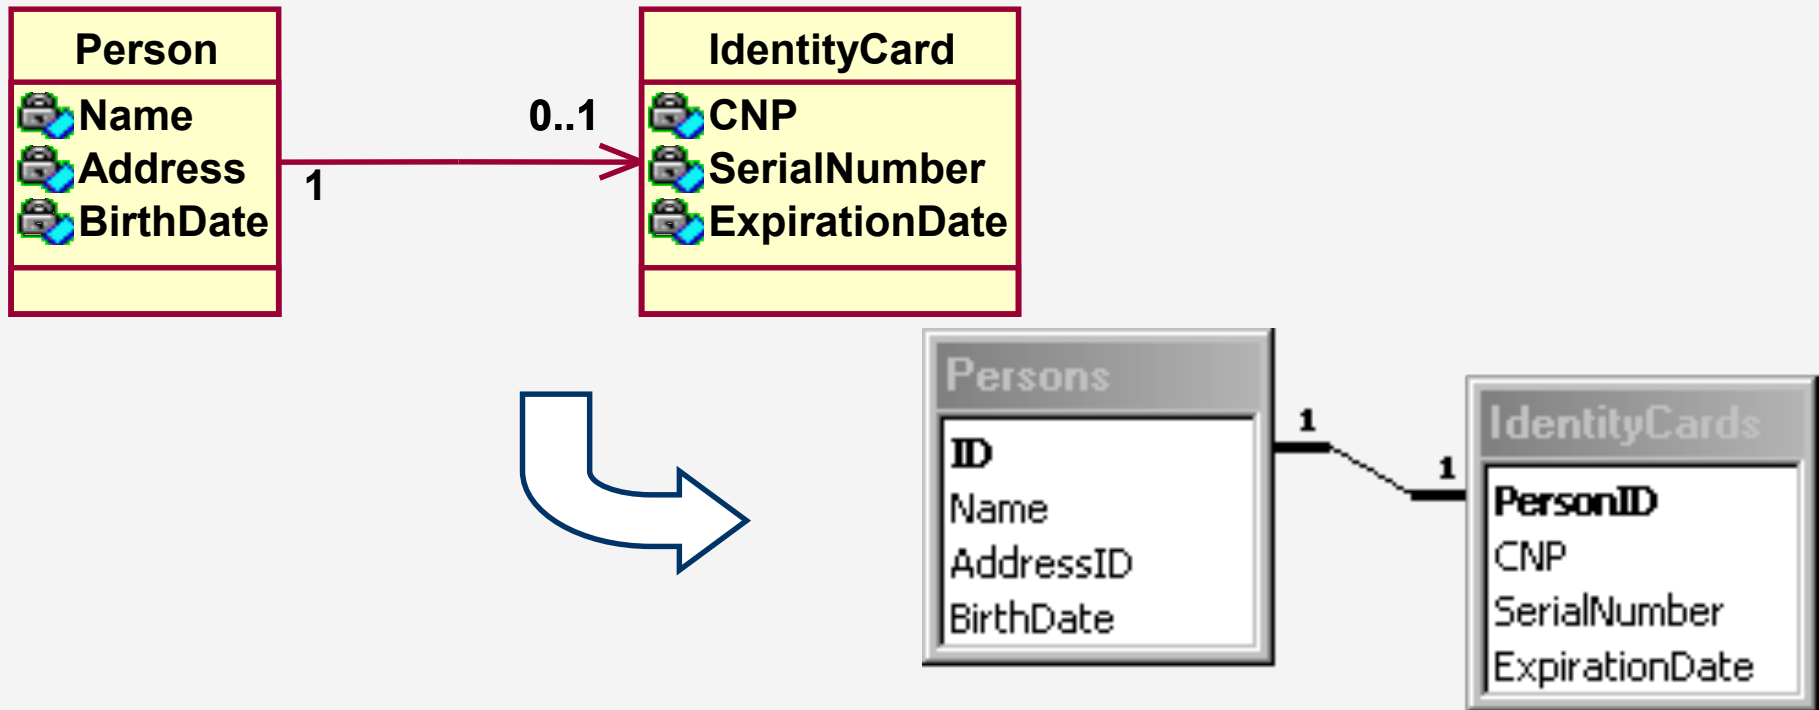 Person
Name
Address
BirthDate
1
0..1
IdentityCard
CNP
SerialNumber
ExpirationDate
Persons
ID
Name
AddressID
BirthDate
1
1
IdentityCards
PersonID
CNP
SerialNumber
ExpirationDate